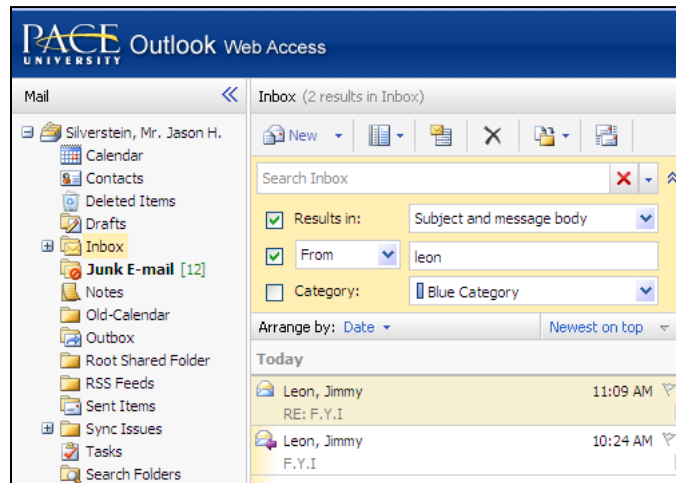 PACE
UNIVERSITY
Outlook Web Access
Mail
Silverstein, Mr. Jason H.
Calendar
Contacts
Deleted Items
Drafts
Inbox
Junk E-mail [12]
Notes
Old-Calendar
Outbox
Root Shared Folder
RSS Feeds
Sent Items
Sync Issues
Tasks
Search Folders
Inbox (2 results in Inbox)
New
Search Inbox
Results in: Subject and message body
From leon
Category: Blue Category
Arrange by: Date Newest on top
Today
Leon, Jimmy 11:09 AM
RE: F.Y.I
Leon, Jimmy 10:24 AM
F.Y.I